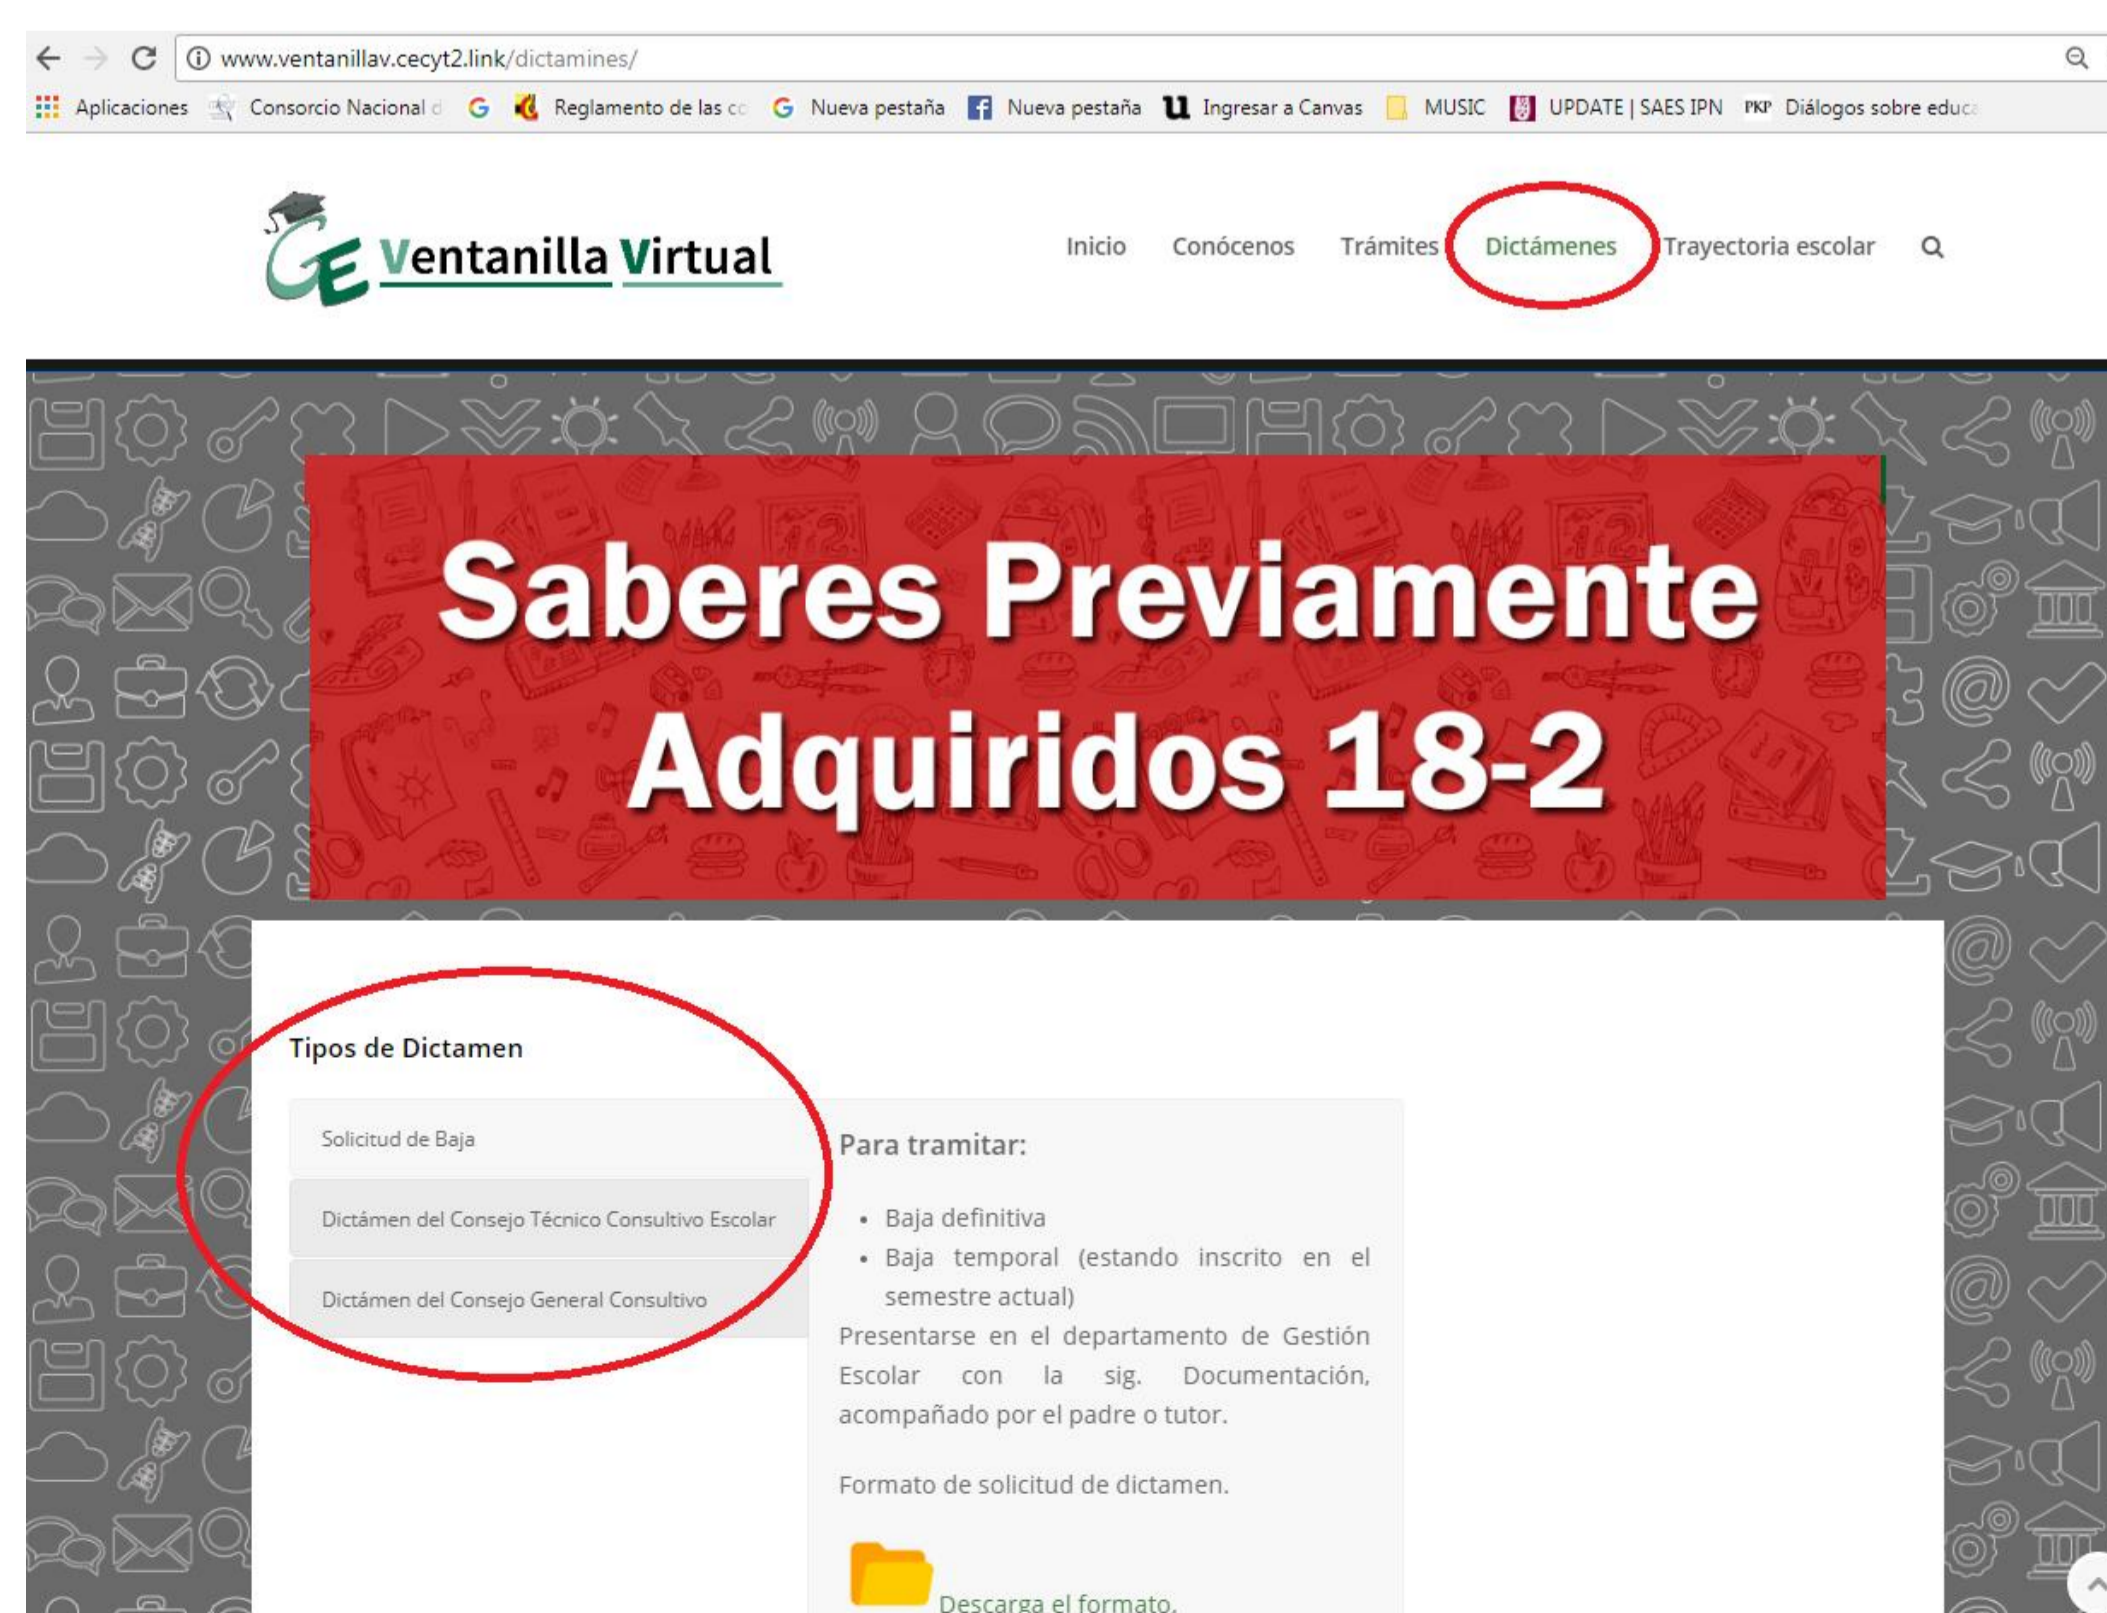 www.ventanillav.cecyt2.link/dictamines/
Aplicaciones Consorcio Nacional d Reglamento de las co Nueva pestaña Nueva pestaña Ingresar a Canvas MUSIC UPDATE | SAES IPN PKP Diálogos sobre educa
GE Ventanilla Virtual
Inicio Conócenos Trámites Dictámenes Trayectoria escolar
Saberes Previamente
Adquiridos 18-2
Tipos de Dictamen
Solicitud de Baja
Dictámen del Consejo Técnico Consultivo Escolar
Dictámen del Consejo General Consultivo
Para tramitar:
• Baja definitiva
• Baja temporal (estando inscrito en el
semestre actual)
Presentarse en el departamento de Gestión
Escolar con la sig. Documentación,
acompañado por el padre o tutor.
Formato de solicitud de dictamen.
Descarga el formato.